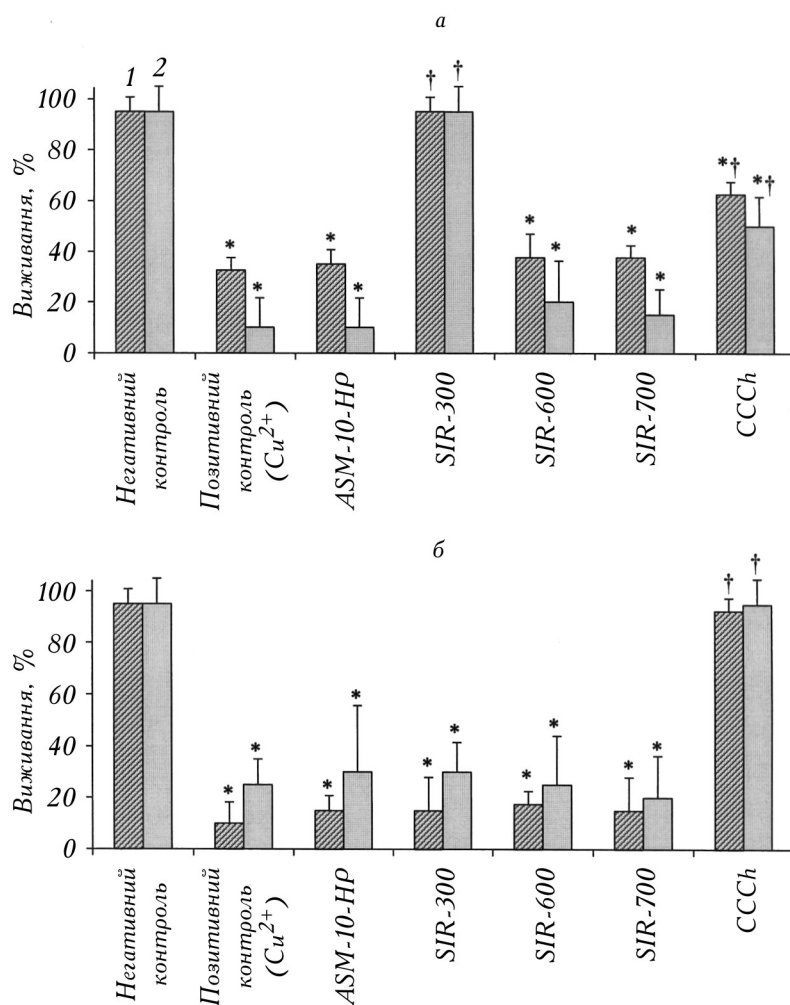 а
1 2
† †
100
80
60
40
20
0
Виживання, %
* * * * * * * * *† *†
Негативний
контроль
Позитивний
контроль
(Cu²⁺)
ASM-10-HP
SIR-300
SIR-600
SIR-700
CCCh
б
† †
100
80
60
40
20
0
Виживання, %
* * * * * * * * * *
Негативний
контроль
Позитивний
контроль
(Cu²⁺)
ASM-10-HP
SIR-300
SIR-600
SIR-700
CCCh